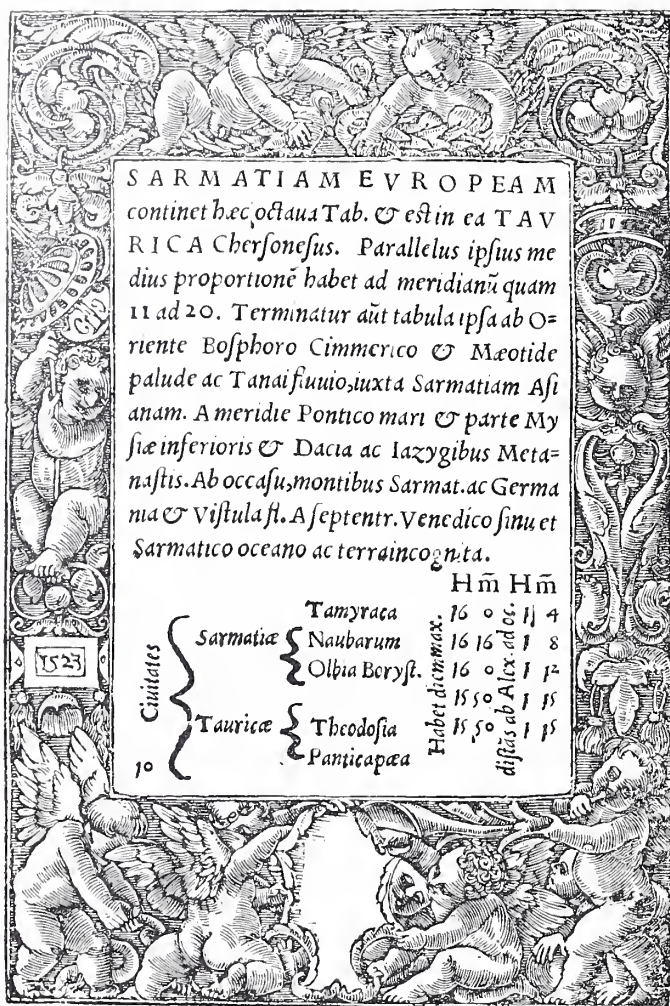 SARMATIAM EVROPEAM
continet hæc octaua Tab. & est in ea TAV
RICA Chersonesus. Parallelus ipsius me
dius proportionē habet ad meridianū quam
11 ad 20. Terminatur aūt tabula ipsa ab O=
riente Bosphoro Cimmerico & Mæotide
palude ac Tanai fluuio, iuxta Sarmatiam Asi
anam. A meridie Pontico mari & parte My
siæ inferioris & Dacia ac Iazygibus Meta=
nastis. Ab occasu, montibus Sarmat. ac Germa
nia & Vistula fl. A septentr. Venedico sinu et
Sarmatico oceano ac terra incognita.
H m̄ H m̄
Ciuitates
Sarmatiæ
Tamyraca
Naubarum
Olbia Boryst.
Tauricæ
Theodosia
Panticapæa
Habet diem max.
16 0
16 16
16 0
15 50
15 50
distās ab Alex. ad oc.
1 4
1 8
1 12
1 15
1 15
10
1523